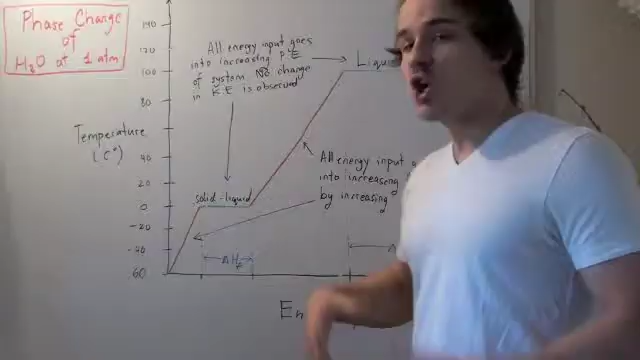 Phase Change
of
H2O at 1 atm
140
120
100
80
40
20
0
-20
-40
60
Temperature
(C°)
All energy input goes
into increasing P.E
of system No change
in K.E is observed
Liquid
solid-liquid
All energy input
into increasing
by increasing
ΔHf
Δ
En